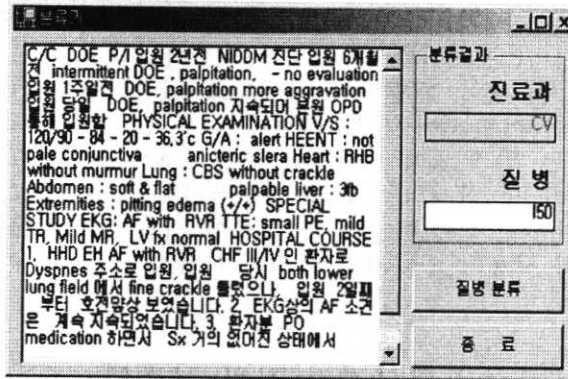 분류기
C/C DOE P/I 입원 2년전 NIDDM 진단 입원 6개월
전 intermittent DOE , palpitation, - no evaluation
입원 1주일전 DOE, palpitation more aggravation
입원 당일 DOE, palpitation 지속되어 본원 OPD
통해 입원함 PHYSICAL EXAMINATION V/S :
120/90 - 84 - 20 - 36,3'c G/A : alert HEENT : not
pale conjunctiva anicteric slera Heart : RHB
without murmur Lung : CBS without crackle
Abdomen : soft & flat palpable liver : 3fb
Extremities : pitting edema (+/+) SPECIAL
STUDY EKG: AF with RVR TTE: small PE, mild
TR, Mild MR, LV fx normal HOSPITAL COURSE
1, HHD EH AF with RVR CHF III/IV 인 환자로
Dyspnes 주소로 입원, 입원 당시 both lower
lung field 에서 fine crackle 들렸으나, 입원 2일째
부터 호전양상 보였습니다, 2, EKG상의 AF 소견
은 계속 지속되었습니다, 3, 환자분 PO
medication 하면서 Sx 거의 없어진 상태에서
분류결과
진료과
CV
질 병
I50
질병 분류
종 료